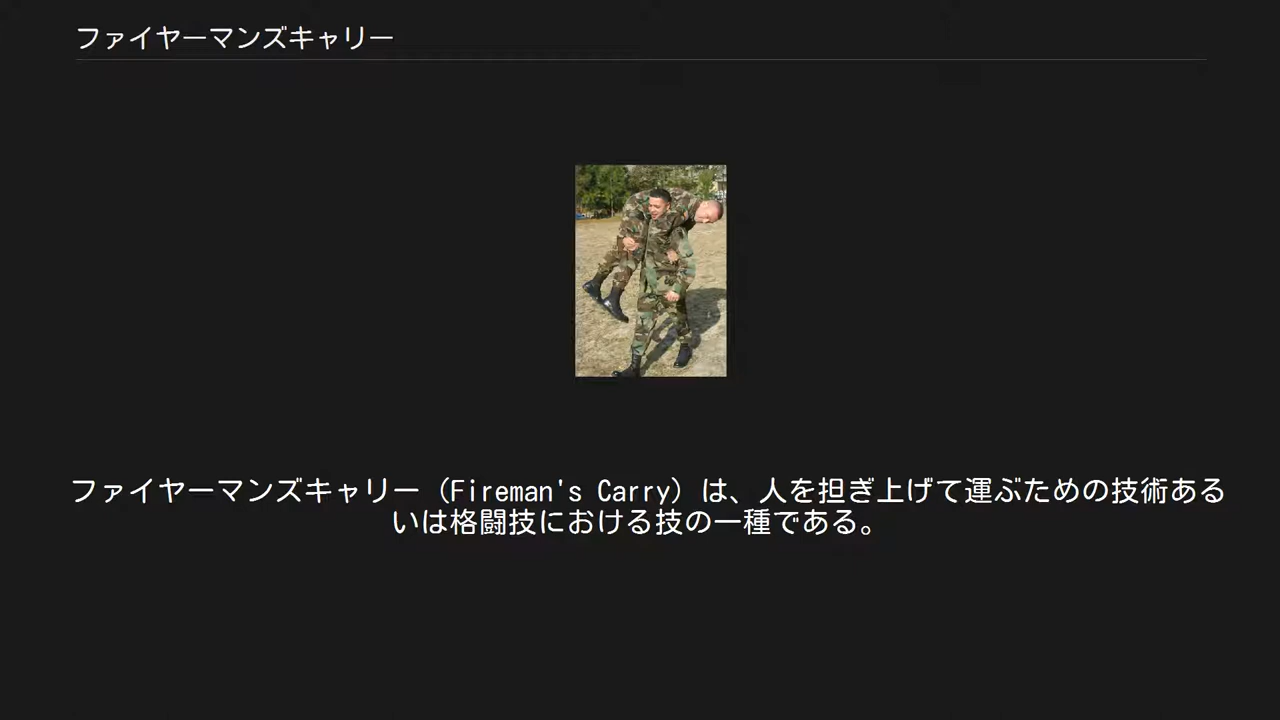 ファイヤーマンズキャリー
ファイヤーマンズキャリー（Fireman's Carry）は、人を担ぎ上げて運ぶための技術ある
いは格闘技における技の一種である。